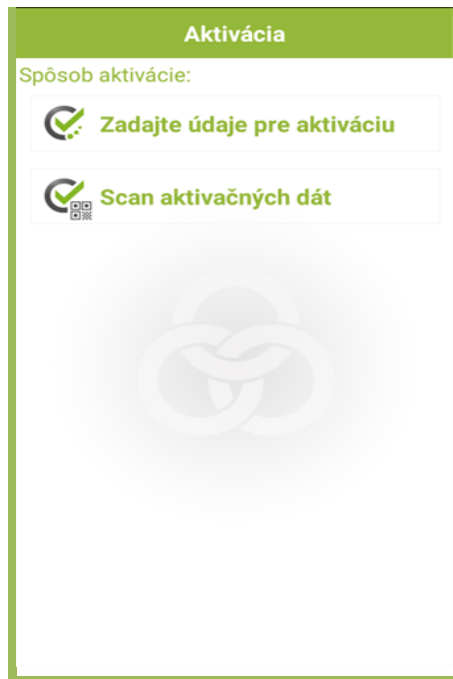 Aktivácia
Spôsob aktivácie:
Zadajte údaje pre aktiváciu
Scan aktivačných dát